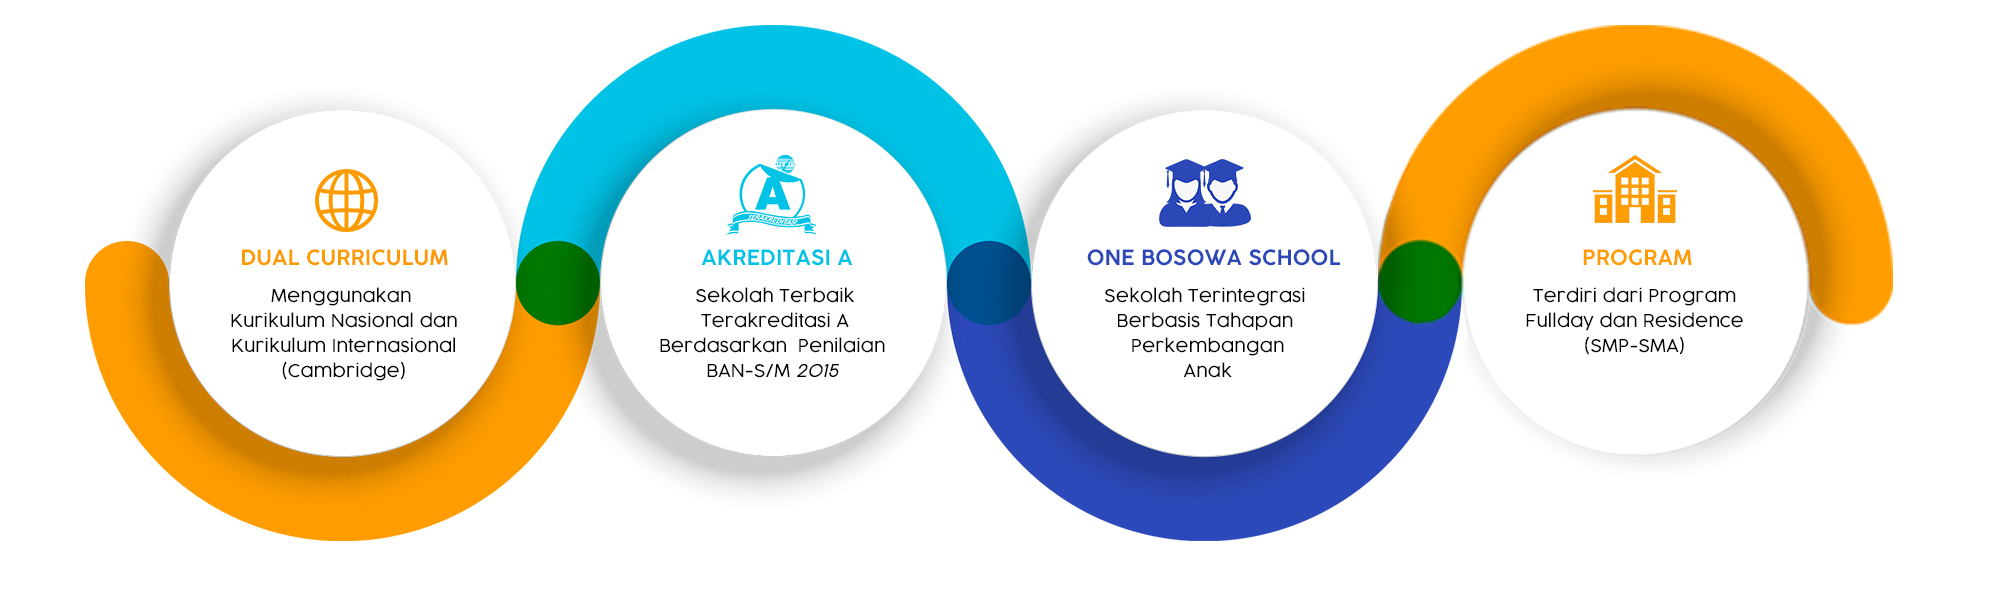 DUAL CURRICULUM
Menggunakan
Kurikulum Nasional dan
Kurikulum Internasional
(Cambridge)
A
TERAKREDITASI
AKREDITASI A
Sekolah Terbaik
Terakreditasi A
Berdasarkan Penilaian
BAN-S/M 2015
ONE BOSOWA SCHOOL
Sekolah Terintegrasi
Berbasis Tahapan
Perkembangan
Anak
PROGRAM
Terdiri dari Program
Fullday dan Residence
(SMP-SMA)